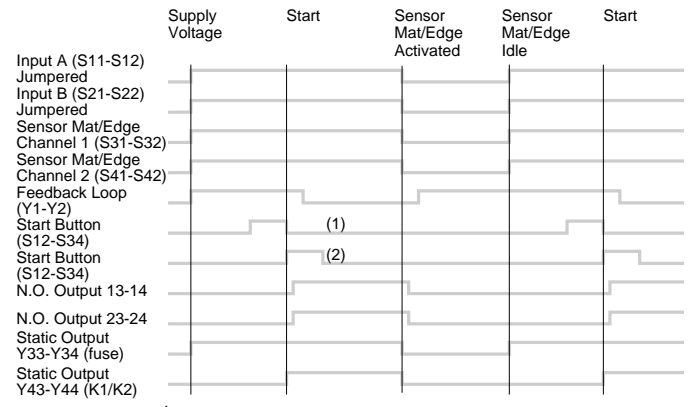 Supply
Voltage
Start
Sensor
Mat/Edge
Activated
Sensor
Mat/Edge
Idle
Start
Input A (S11-S12)
Jumpered
Input B (S21-S22)
Jumpered
Sensor Mat/Edge
Channel 1 (S31-S32)
Sensor Mat/Edge
Channel 2 (S41-S42)
Feedback Loop
(Y1-Y2)
Start Button
(S12-S34)
(1)
Start Button
(S12-S34)
(2)
N.O. Output 13-14
N.O. Output 23-24
Static Output
Y33-Y34 (fuse)
Static Output
Y43-Y44 (K1/K2)